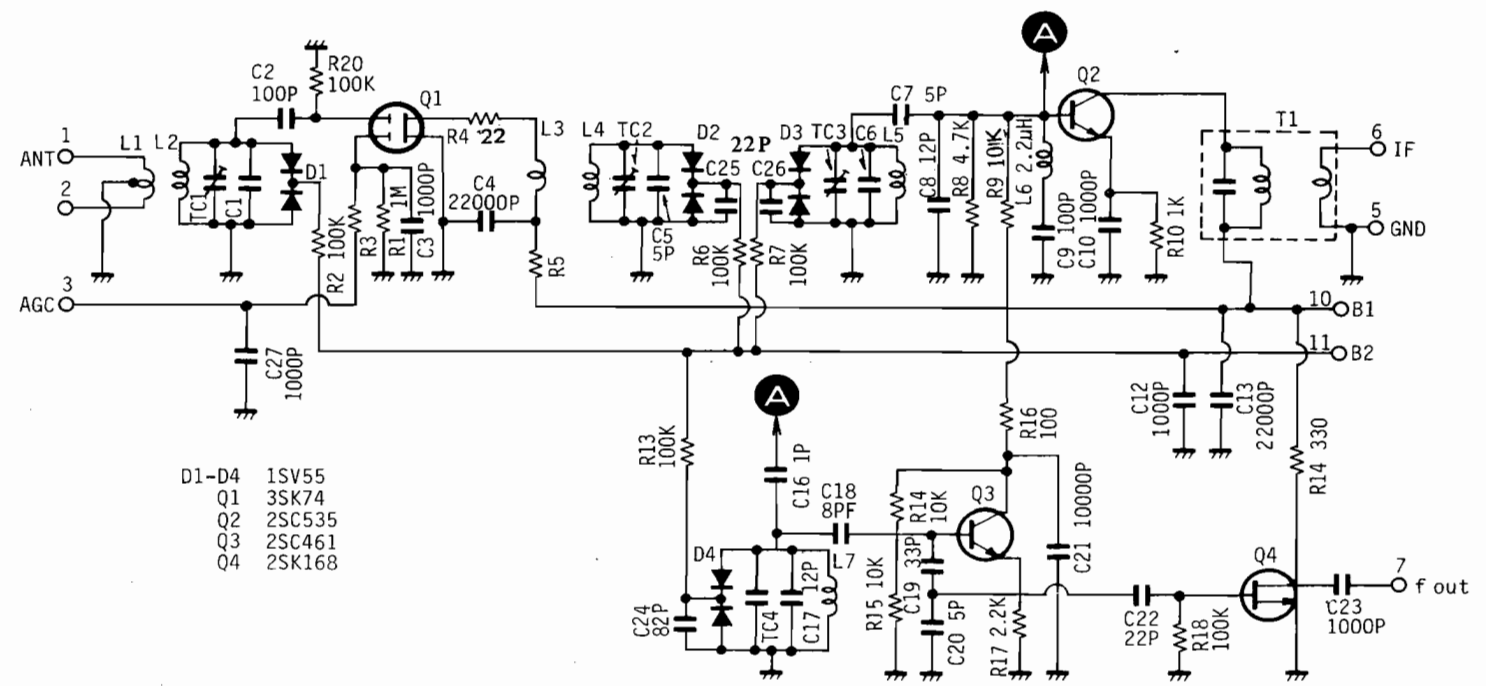 A
C2
100P
R20
100K
Q1
R4 22
L3
L4
TC2
D2
22P
D3
TC3
C6
L5
C7 5P
Q2
T1
6
IF
1
ANT
2
L1
L2
TC1
C1
D1
R2 100K
R3
R1 1M
C3 1000P
C4
22000P
R5
C5
5P
C25
C26
R6
100K
R7
100K
C8 12P
R8 4.7K
R9 10K
L6 2.2μH
C9 100P
C10 1000P
R10 1K
5
GND
3
AGC
C27
1000P
10
B1
11
B2
C12
1000P
C13
22000P
R14 330
A
R13
100K
C16 1P
R16
100
C18
8PF
R14
10K
Q3
C21 10000P
D1-D4 1SV55
Q1 3SK74
Q2 2SC535
Q3 2SC461
Q4 2SK168
D4
C24
82P
TC4
C17 12P
L7
R15 10K
C19 33P
C20 5P
R17 2.2K
C22
22P
R18
100K
Q4
C23
1000P
7
f out